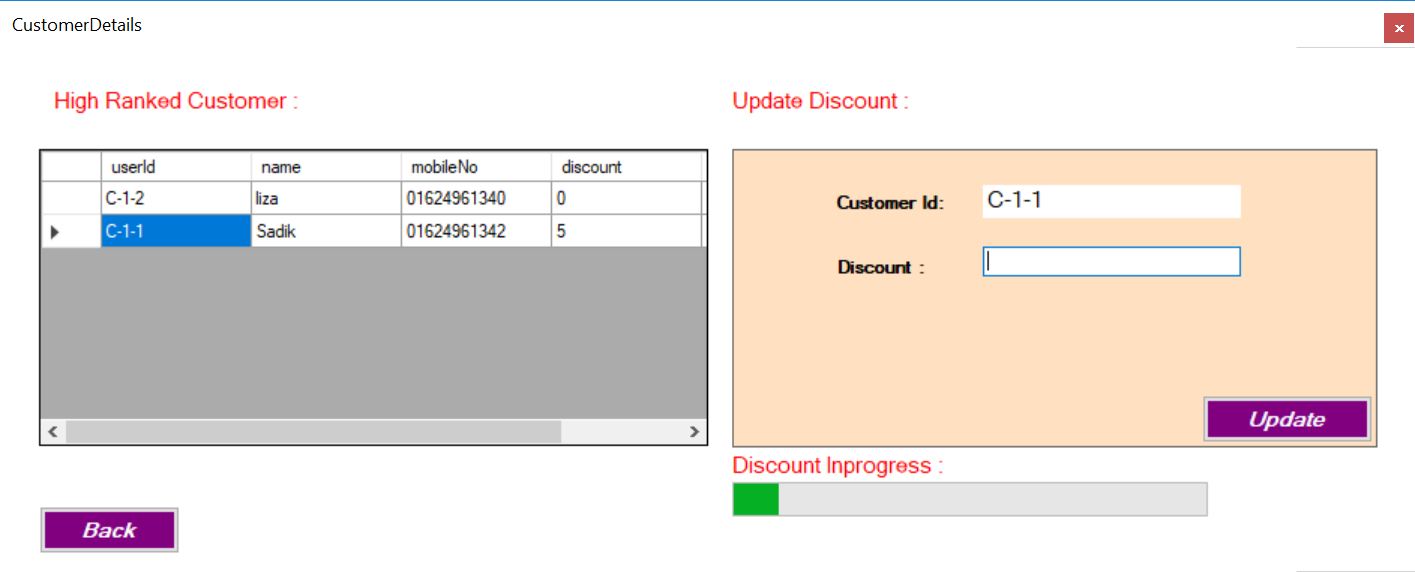 CustomerDetails
x
High Ranked Customer :
userId name mobileNo discount
C-1-2 liza 01624961340 0
C-1-1 Sadik 01624961342 5
Back
Update Discount :
Customer Id: C-1-1
Discount :
Update
Discount Inprogress :